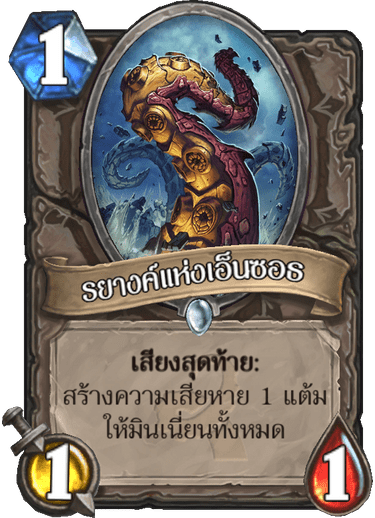 1
รยางค์แห่งเอ็นซอธ
เสียงสุดท้าย:
สร้างความเสียหาย 1 แต้ม
ให้มินเนี่ยนทั้งหมด
1
1